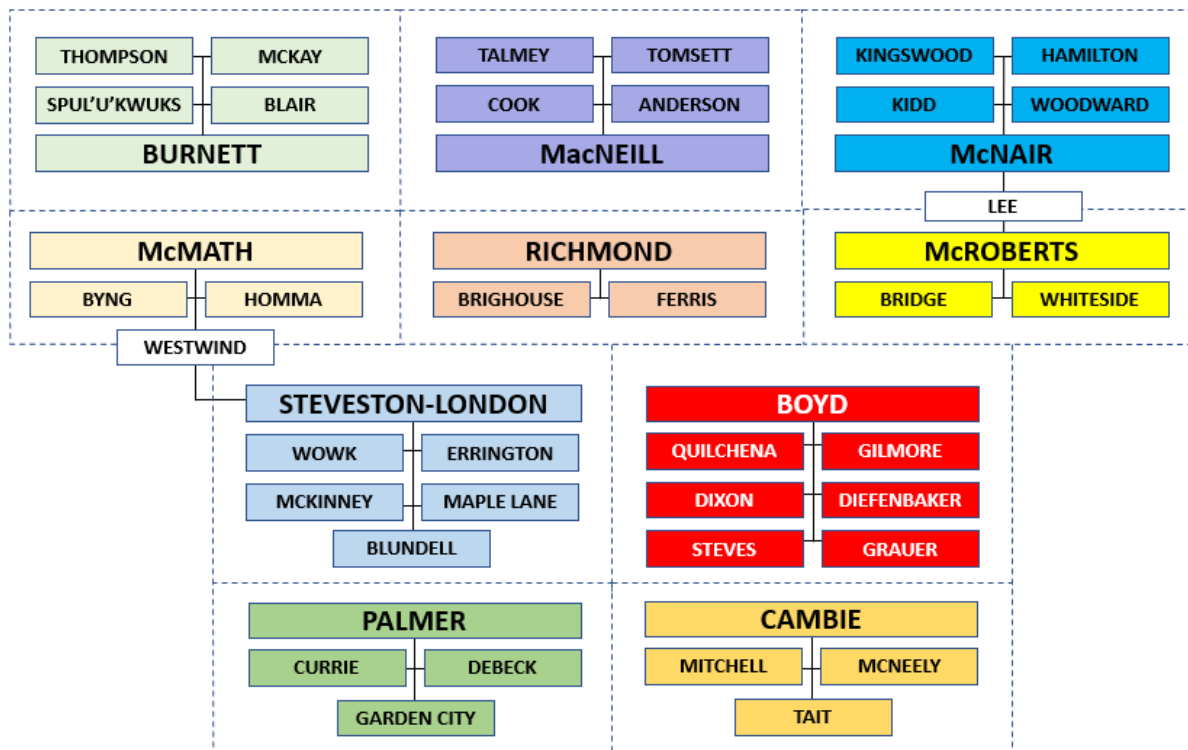 THOMPSON
MCKAY
SPUL'U'KWUKS
BLAIR
BURNETT
TALMEY
TOMSETT
COOK
ANDERSON
MacNEILL
KINGSWOOD
HAMILTON
KIDD
WOODWARD
McNAIR
LEE
McMATH
BYNG
HOMMA
WESTWIND
RICHMOND
BRIGHOUSE
FERRIS
McROBERTS
BRIDGE
WHITESIDE
STEVESTON-LONDON
WOWK
ERRINGTON
MCKINNEY
MAPLE LANE
BLUNDELL
BOYD
QUILCHENA
GILMORE
DIXON
DIEFENBAKER
STEVES
GRAUER
PALMER
CURRIE
DEBECK
GARDEN CITY
CAMBIE
MITCHELL
MCNEELY
TAIT